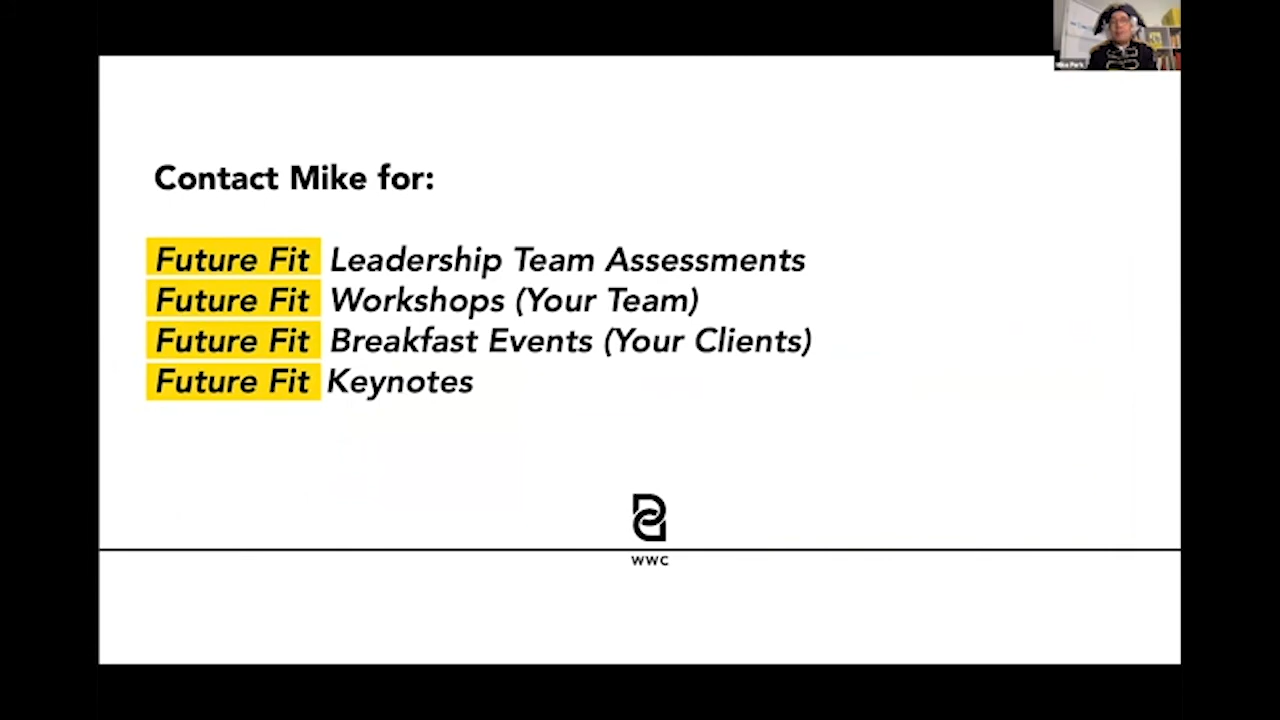 Contact Mike for:
Future Fit Leadership Team Assessments
Future Fit Workshops (Your Team)
Future Fit Breakfast Events (Your Clients)
Future Fit Keynotes
WWC